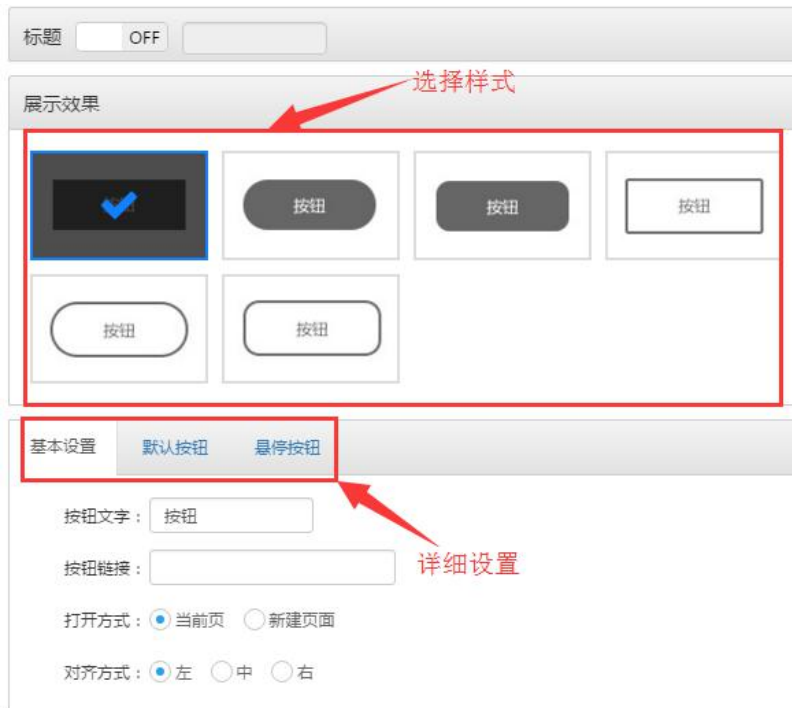 标题 OFF
选择样式
展示效果
按钮 按钮 按钮
按钮 按钮
基本设置 默认按钮 悬停按钮
按钮文字： 按钮
按钮链接：
详细设置
打开方式： 当前页 新建页面
对齐方式： 左 中 右